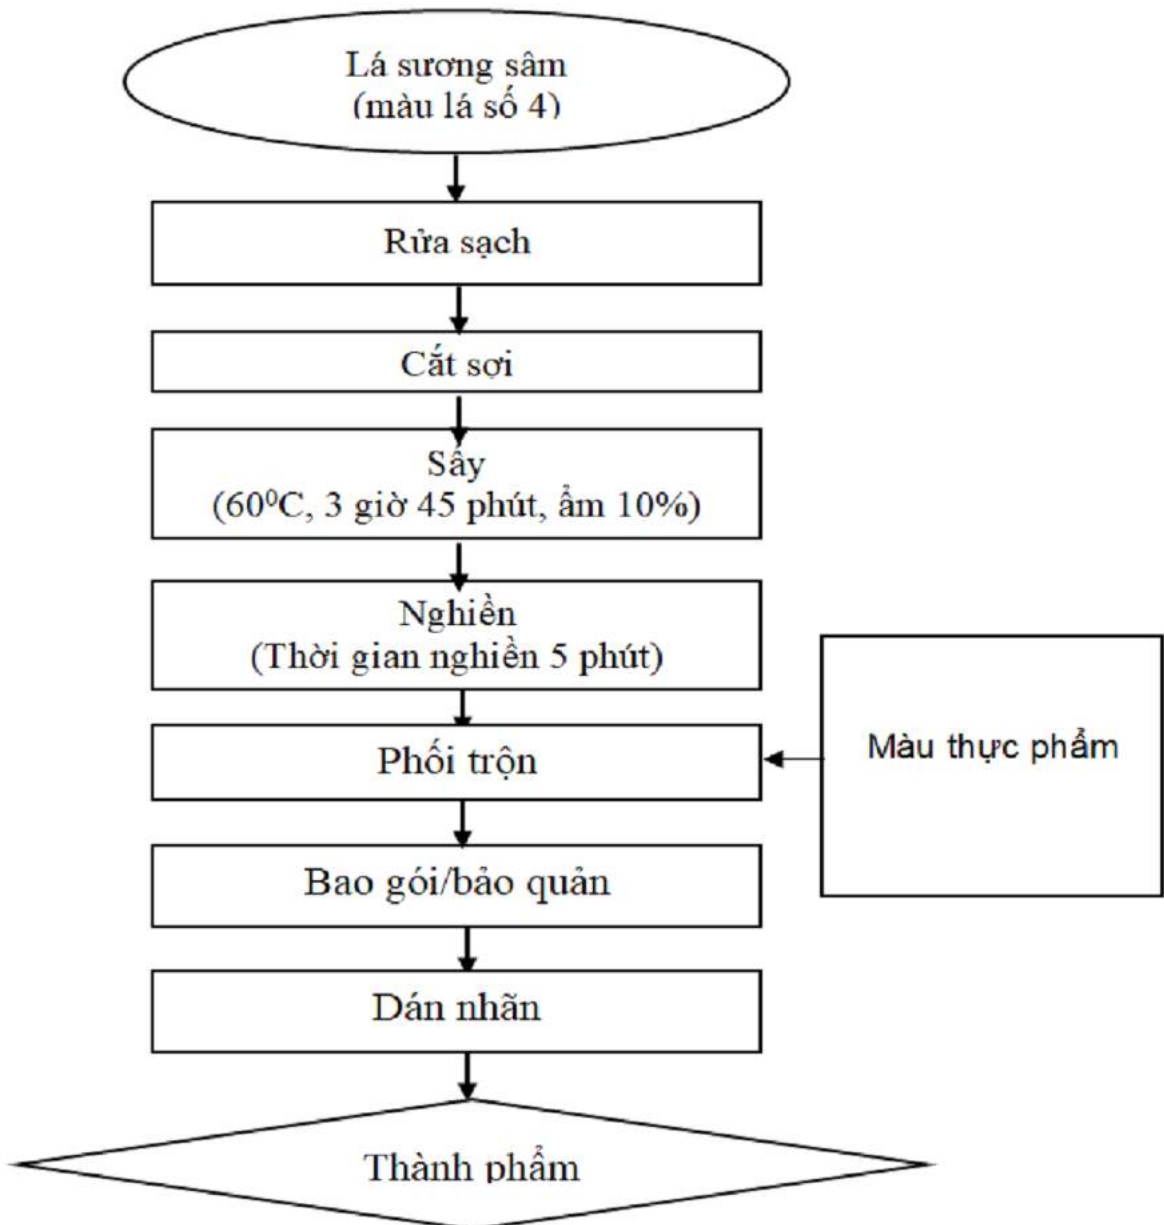 Lá sương sâm
(màu lá số 4)
Rửa sạch
Cắt sợi
Sấy
(60⁰C, 3 giờ 45 phút, ẩm 10%)
Nghiền
(Thời gian nghiền 5 phút)
Phối trộn
Màu thực phẩm
Bao gói/bảo quản
Dán nhãn
Thành phẩm